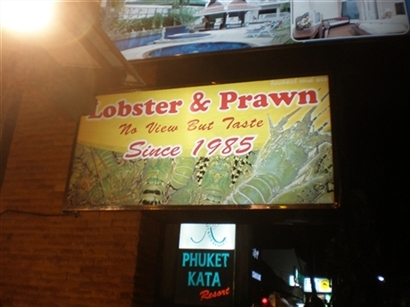 Lobster & Prawn
No View But Taste
Since 1985
PHUKET
KATA
Resort